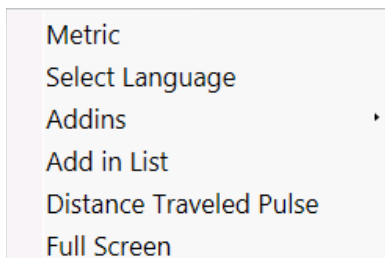 Metric
Select Language
Addins
Add in List
Distance Traveled Pulse
Full Screen